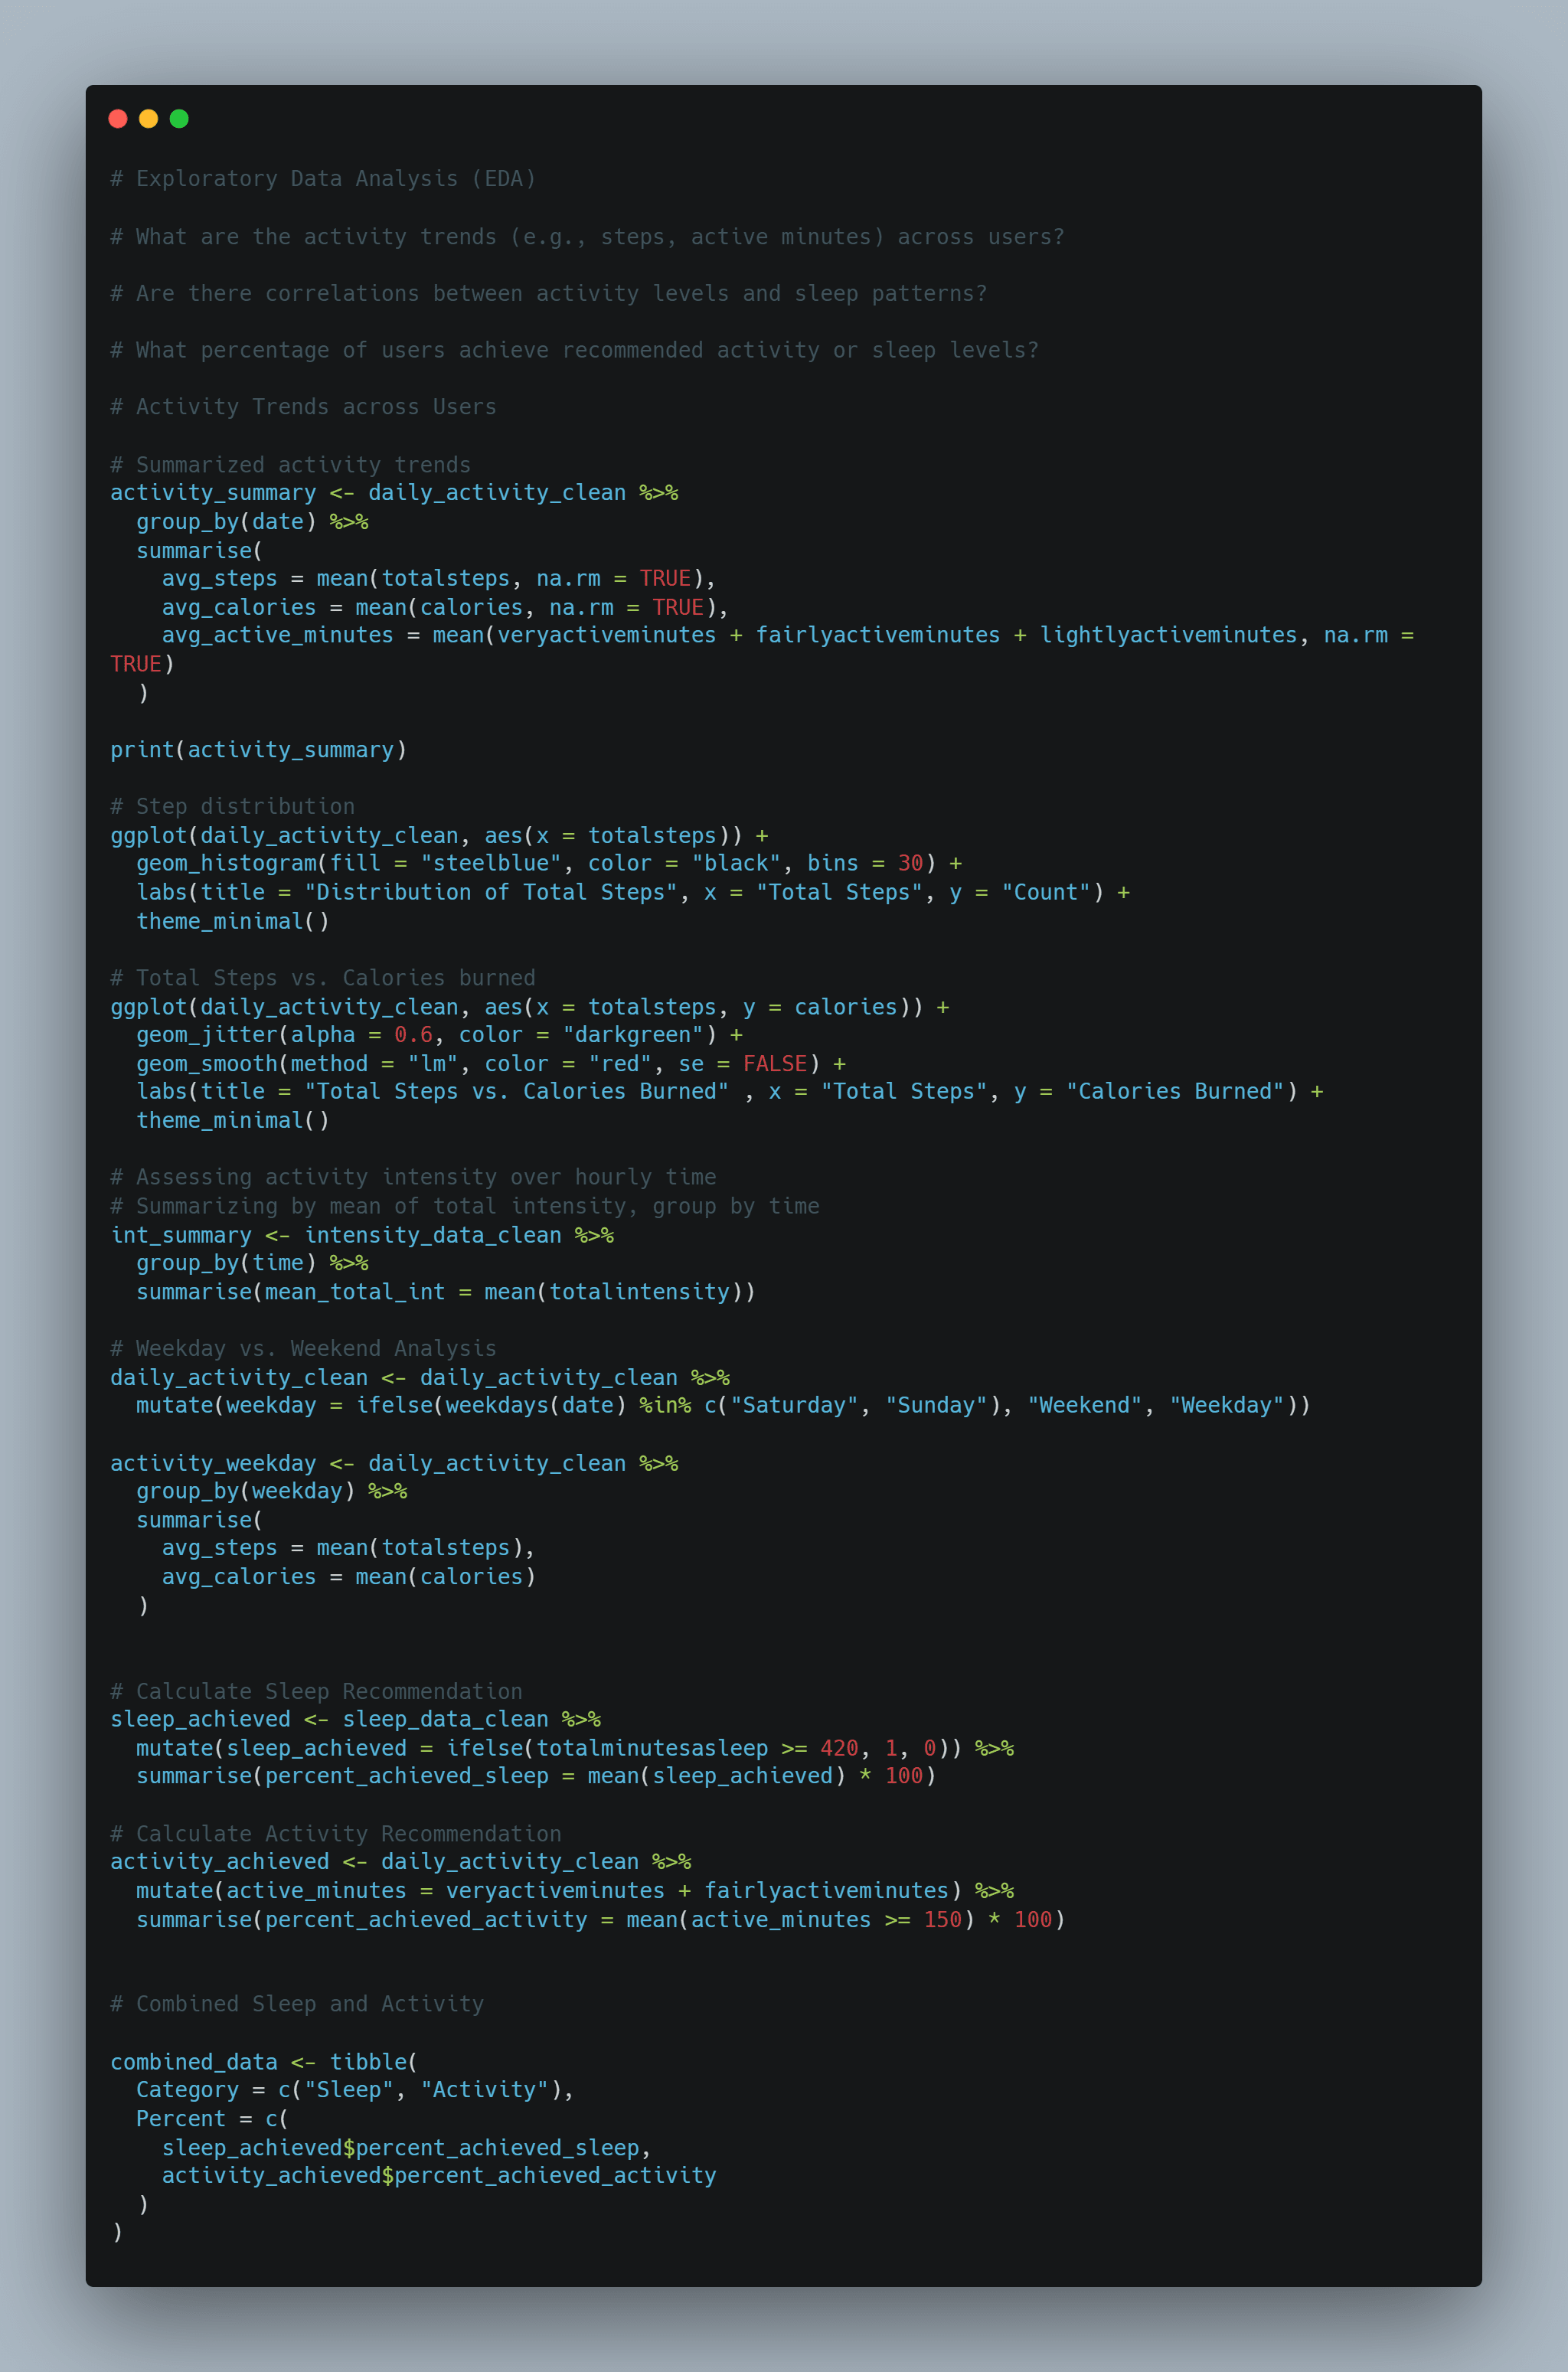 # Exploratory Data Analysis (EDA)

# What are the activity trends (e.g., steps, active minutes) across users?

# Are there correlations between activity levels and sleep patterns?

# What percentage of users achieve recommended activity or sleep levels?

# Activity Trends across Users

# Summarized activity trends
activity_summary <- daily_activity_clean %>%
  group_by(date) %>%
  summarise(
    avg_steps = mean(totalsteps, na.rm = TRUE),
    avg_calories = mean(calories, na.rm = TRUE),
    avg_active_minutes = mean(veryactiveminutes + fairlyactiveminutes + lightlyactiveminutes, na.rm =
TRUE)
  )

print(activity_summary)

# Step distribution
ggplot(daily_activity_clean, aes(x = totalsteps)) +
  geom_histogram(fill = "steelblue", color = "black", bins = 30) +
  labs(title = "Distribution of Total Steps", x = "Total Steps", y = "Count") +
  theme_minimal()

# Total Steps vs. Calories burned
ggplot(daily_activity_clean, aes(x = totalsteps, y = calories)) +
  geom_jitter(alpha = 0.6, color = "darkgreen") +
  geom_smooth(method = "lm", color = "red", se = FALSE) +
  labs(title = "Total Steps vs. Calories Burned" , x = "Total Steps", y = "Calories Burned") +
  theme_minimal()

# Assessing activity intensity over hourly time
# Summarizing by mean of total intensity, group by time
int_summary <- intensity_data_clean %>%
  group_by(time) %>%
  summarise(mean_total_int = mean(totalintensity))

# Weekday vs. Weekend Analysis
daily_activity_clean <- daily_activity_clean %>%
  mutate(weekday = ifelse(weekdays(date) %in% c("Saturday", "Sunday"), "Weekend", "Weekday"))

activity_weekday <- daily_activity_clean %>%
  group_by(weekday) %>%
  summarise(
    avg_steps = mean(totalsteps),
    avg_calories = mean(calories)
  )


# Calculate Sleep Recommendation
sleep_achieved <- sleep_data_clean %>%
  mutate(sleep_achieved = ifelse(totalminutesasleep >= 420, 1, 0)) %>%
  summarise(percent_achieved_sleep = mean(sleep_achieved) * 100)

# Calculate Activity Recommendation
activity_achieved <- daily_activity_clean %>%
  mutate(active_minutes = veryactiveminutes + fairlyactiveminutes) %>%
  summarise(percent_achieved_activity = mean(active_minutes >= 150) * 100)


# Combined Sleep and Activity

combined_data <- tibble(
  Category = c("Sleep", "Activity"),
  Percent = c(
    sleep_achieved$percent_achieved_sleep,
    activity_achieved$percent_achieved_activity
  )
)